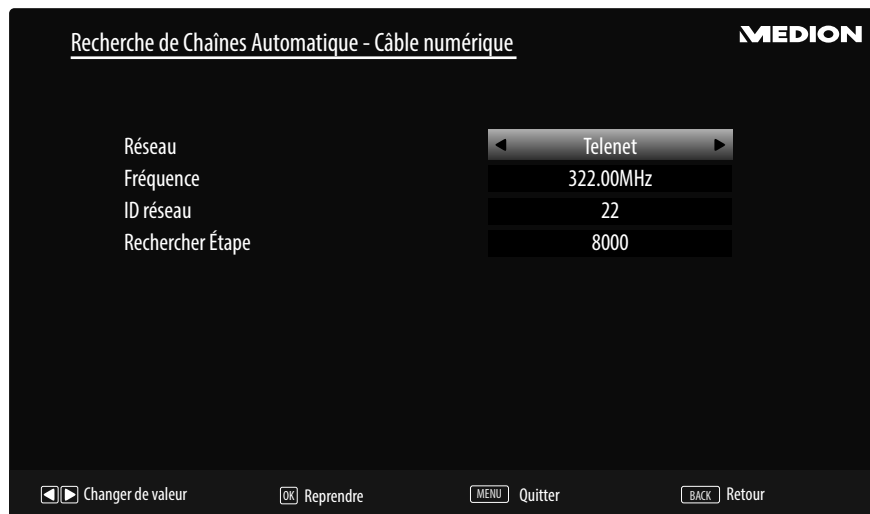 Recherche de Chaînes Automatique - Câble numérique
MEDION
Réseau Telenet
Fréquence 322.00MHz
ID réseau 22
Rechercher Étape 8000
Changer de valeur OK Reprendre MENU Quitter BACK Retour